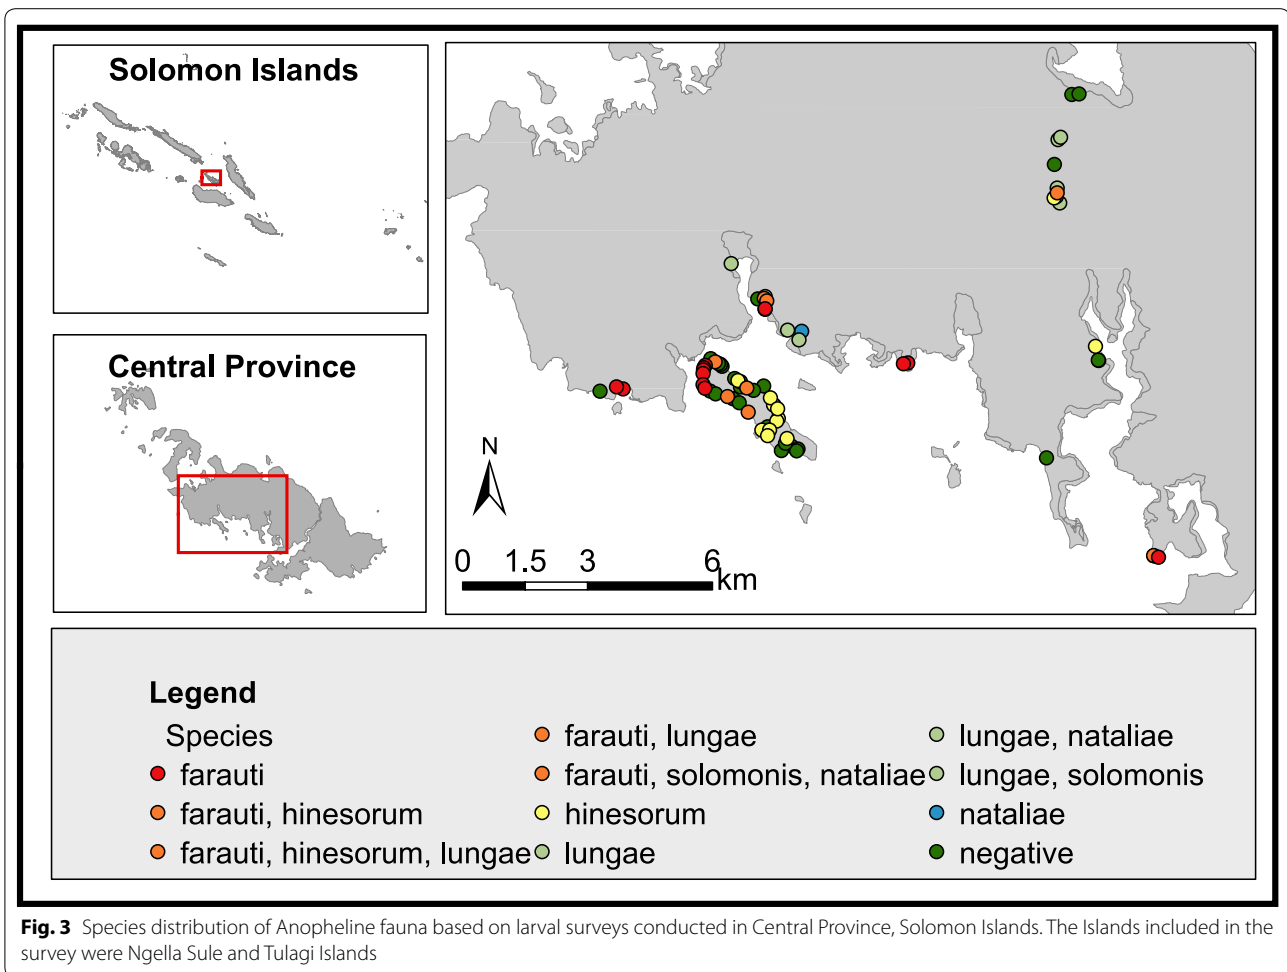 Solomon Islands
Central Province
N
0 1.5 3 6
km
Legend
Species
farauti
farauti, hinesorum
farauti, hinesorum, lungae
farauti, lungae
farauti, solomonis, nataliae
hinesorum
lungae
lungae, nataliae
lungae, solomonis
nataliae
negative
Fig. 3 Species distribution of Anopheline fauna based on larval surveys conducted in Central Province, Solomon Islands. The Islands included in the
survey were Ngella Sule and Tulagi Islands